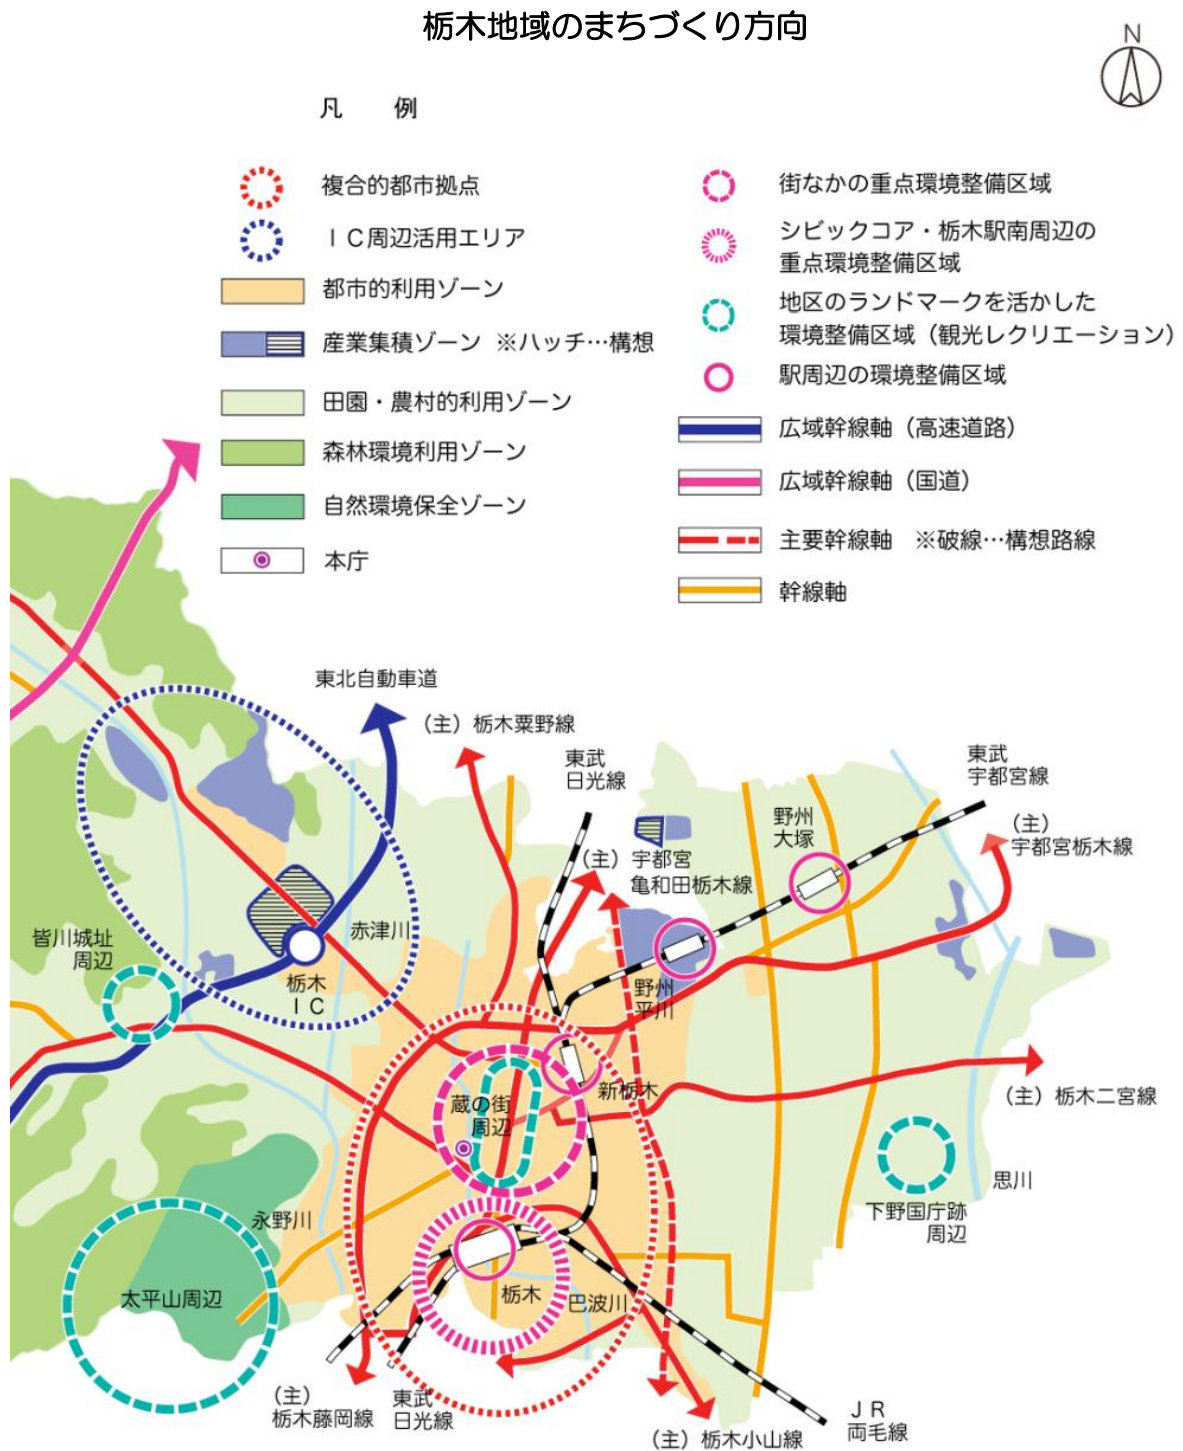 栃木地域のまちづくり方向
N
凡　例
複合的都市拠点
ＩＣ周辺活用エリア
都市的利用ゾーン
産業集積ゾーン ※ハッチ…構想
田園・農村的利用ゾーン
森林環境利用ゾーン
自然環境保全ゾーン
本庁
街なかの重点環境整備区域
シビックコア・栃木駅南周辺の
重点環境整備区域
地区のランドマークを活かした
環境整備区域（観光レクリエーション）
駅周辺の環境整備区域
広域幹線軸（高速道路）
広域幹線軸（国道）
主要幹線軸　※破線…構想路線
幹線軸
東北自動車道
（主）栃木粟野線
東武
日光線
東武
宇都宮線
野州
大塚
（主）
宇都宮栃木線
（主）宇都宮
亀和田栃木線
皆川城址
周辺
赤津川
栃木
ＩＣ
野州
平川
新栃木
蔵の街
周辺
（主）栃木二宮線
思川
下野国庁跡
周辺
永野川
太平山周辺
栃木
巴波川
（主）
栃木藤岡線
東武
日光線
（主）栃木小山線
ＪＲ
両毛線